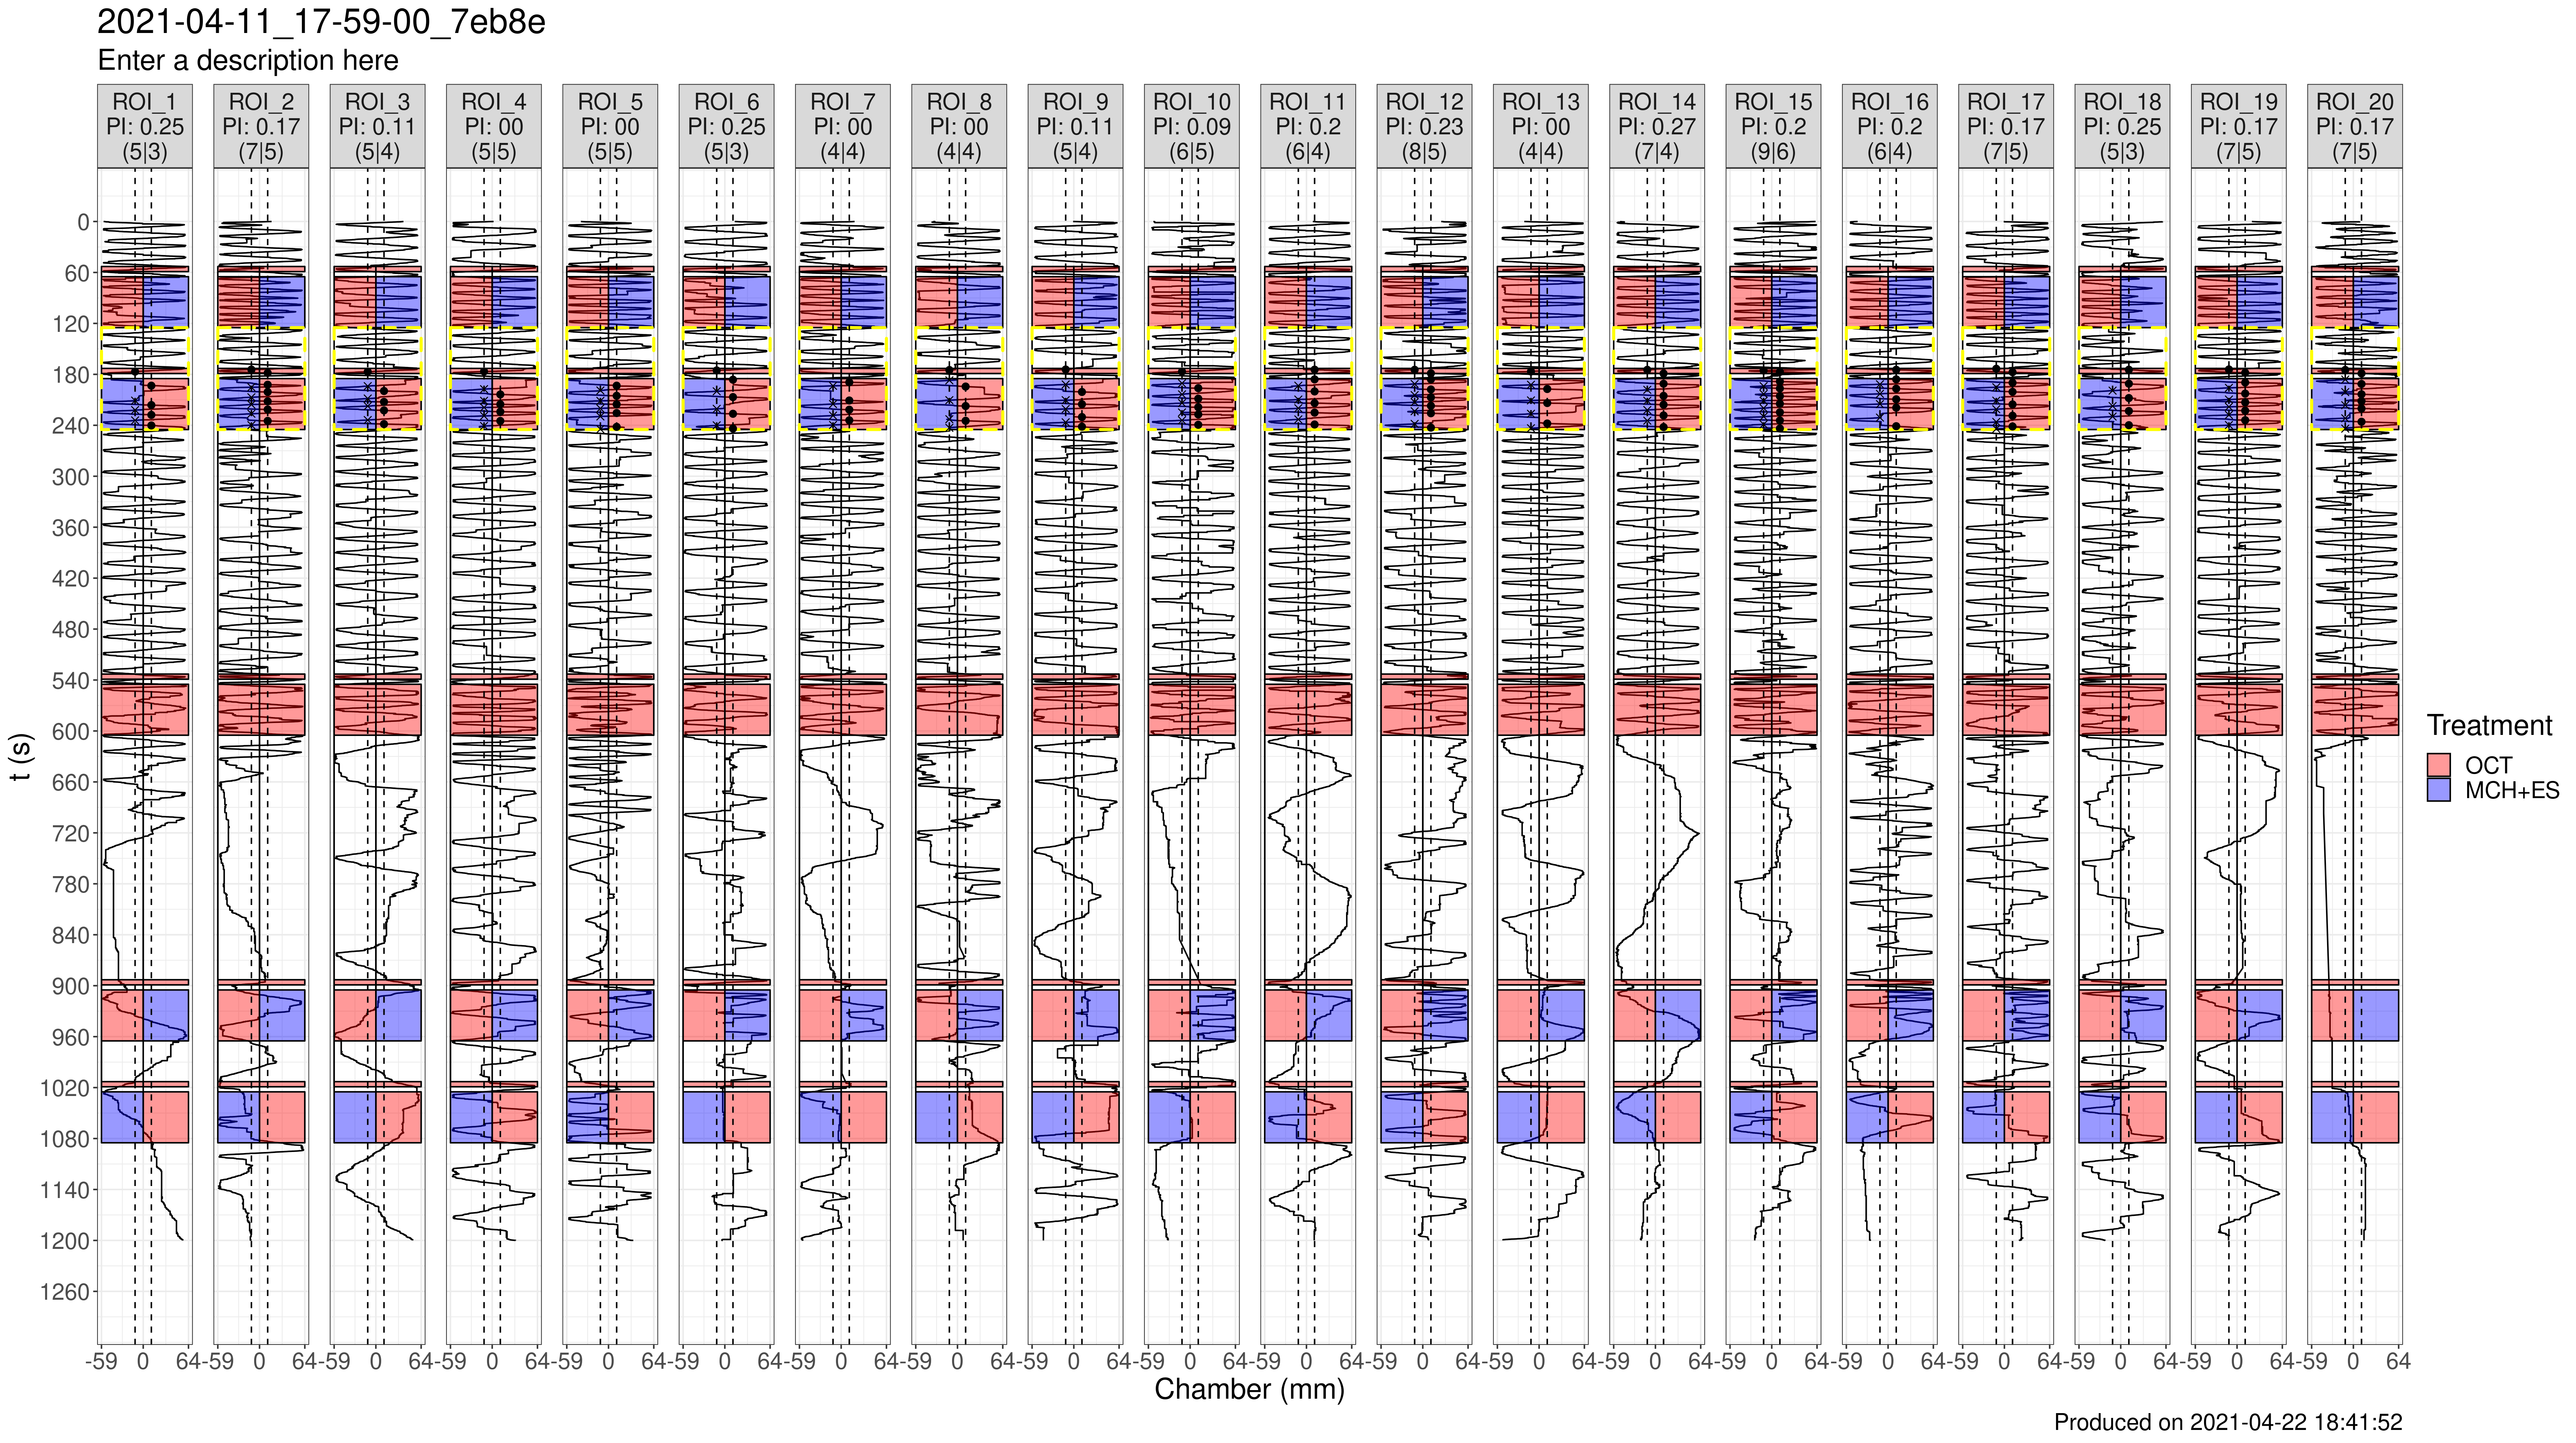 2021-04-11_17-59-00_7eb8e
Enter a description here
ROI_1 ROI_2 ROI_3 ROI_4 ROI_5 ROI_6 ROI_7 ROI_8 ROI_9 ROI_10 ROI_11 ROI_12 ROI_13 ROI_14 ROI_15 ROI_16 ROI_17 ROI_18 ROI_19 ROI_20
PI: 0.25 PI: 0.17 PI: 0.11 PI: 00 PI: 00 PI: 0.25 PI: 00 PI: 00 PI: 0.11 PI: 0.09 PI: 0.2 PI: 0.23 PI: 00 PI: 0.27 PI: 0.2 PI: 0.2 PI: 0.17 PI: 0.25 PI: 0.17 PI: 0.17
(5|3) (7|5) (5|4) (5|5) (5|5) (5|3) (4|4) (4|4) (5|4) (6|5) (6|4) (8|5) (4|4) (7|4) (9|6) (6|4) (7|5) (5|3) (7|5) (7|5)
0
60
120
180
240
300
360
420
480
540
600
660
720
780
840
900
960
1020
1080
1140
1200
1260
t (s)
Treatment
OCT
MCH+ES
-59 0 64 -59 0 64 -59 0 64 -59 0 64 -59 0 64 -59 0 64 -59 0 64 -59 0 64 -59 0 64 -59 0 64 -59 0 64 -59 0 64 -59 0 64 -59 0 64 -59 0 64 -59 0 64 -59 0 64 -59 0 64 -59 0 64 -59 0 64
Chamber (mm)
Produced on 2021-04-22 18:41:52